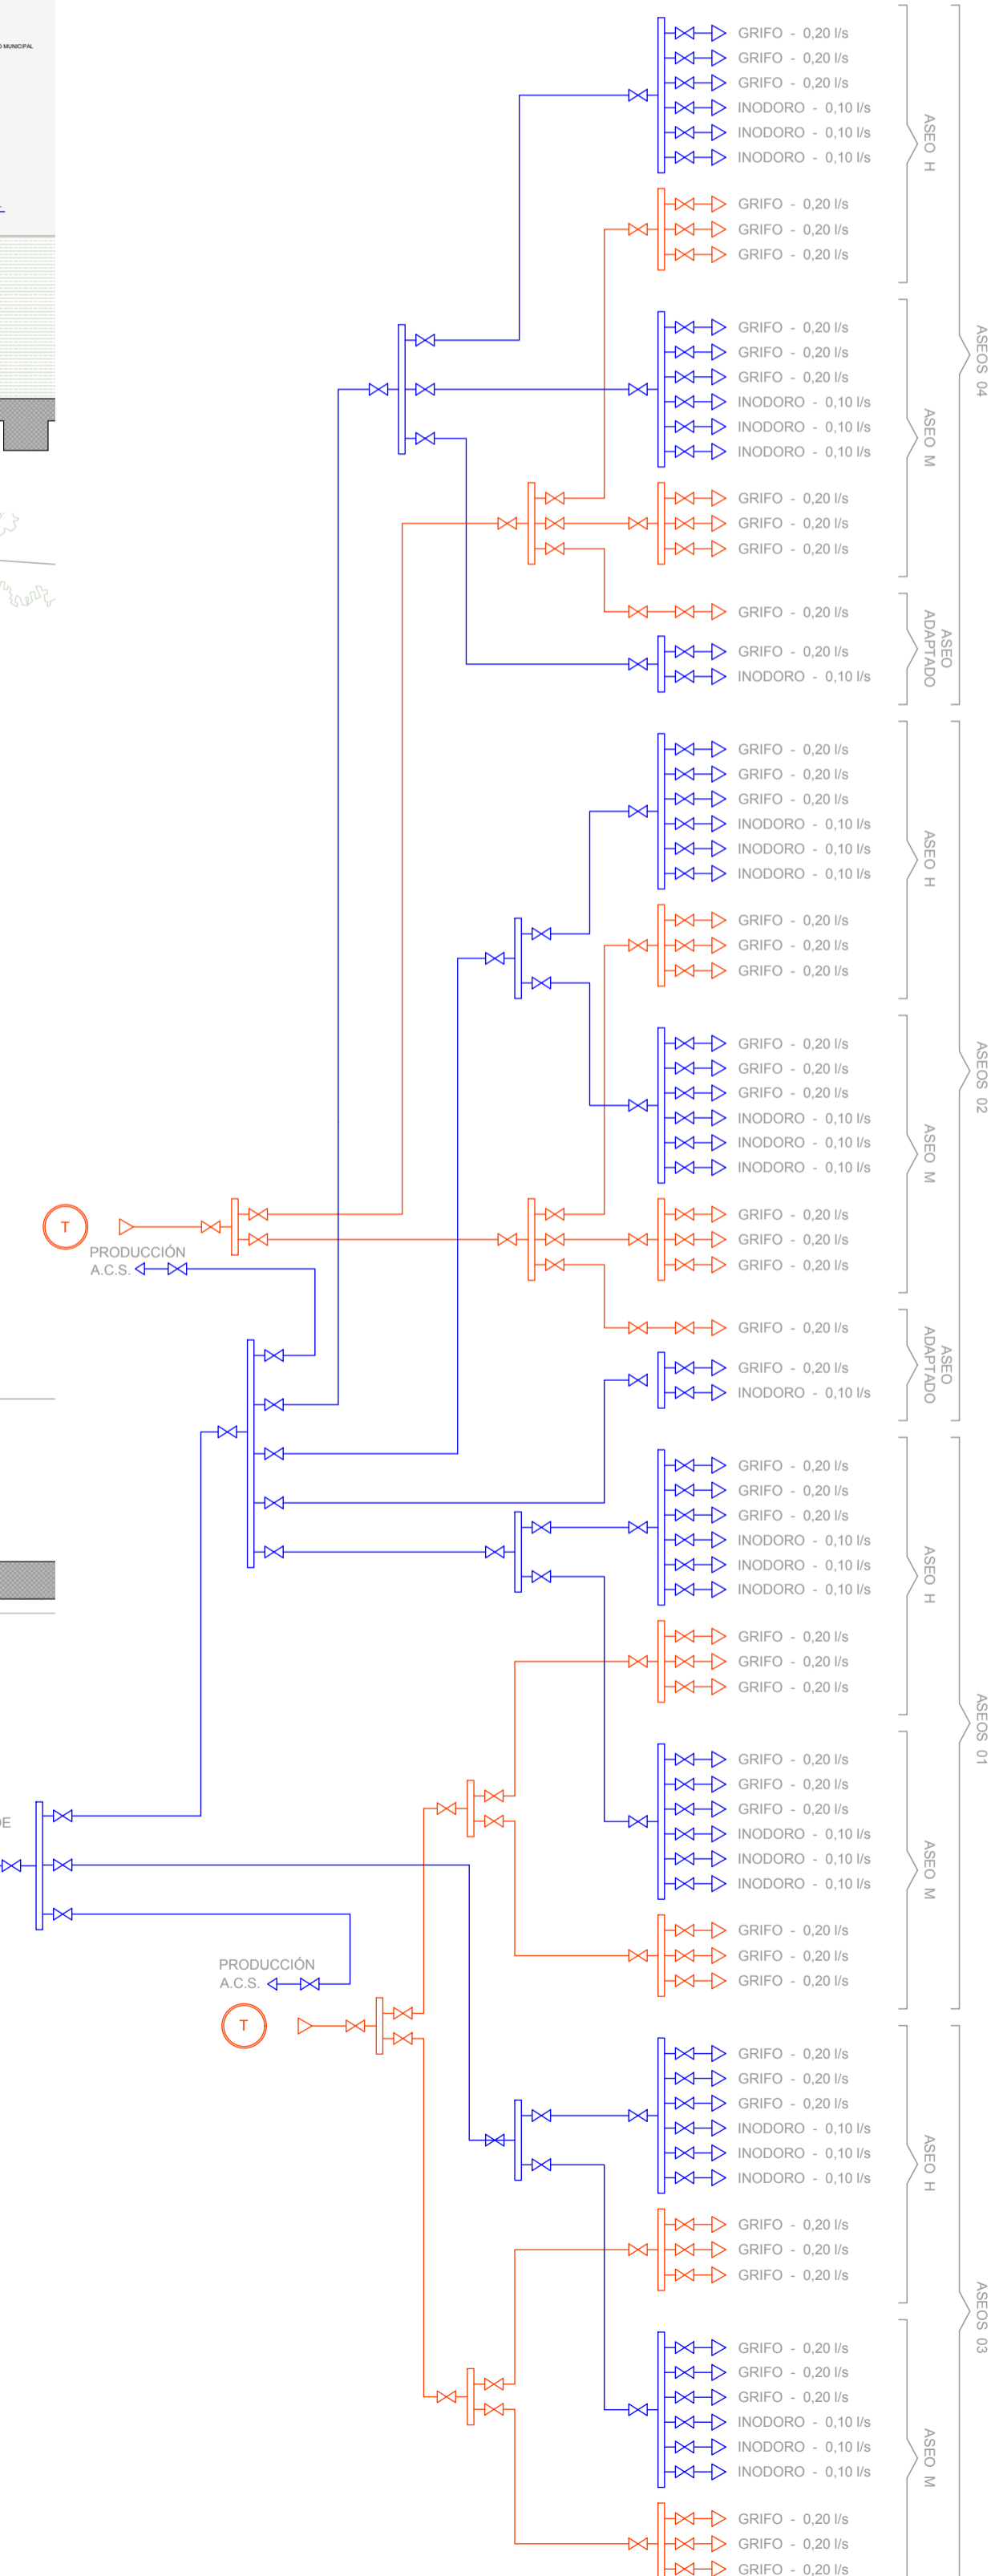 O MUNICIPAL
GRIFO - 0,20 l/s
GRIFO - 0,20 l/s
GRIFO - 0,20 l/s
INODORO - 0,10 l/s
INODORO - 0,10 l/s
INODORO - 0,10 l/s
ASEO H
GRIFO - 0,20 l/s
GRIFO - 0,20 l/s
GRIFO - 0,20 l/s
ASEOS 04
GRIFO - 0,20 l/s
GRIFO - 0,20 l/s
GRIFO - 0,20 l/s
INODORO - 0,10 l/s
INODORO - 0,10 l/s
INODORO - 0,10 l/s
ASEO M
GRIFO - 0,20 l/s
GRIFO - 0,20 l/s
GRIFO - 0,20 l/s
GRIFO - 0,20 l/s
ASEO
ADAPTADO
GRIFO - 0,20 l/s
INODORO - 0,10 l/s
GRIFO - 0,20 l/s
GRIFO - 0,20 l/s
GRIFO - 0,20 l/s
INODORO - 0,10 l/s
INODORO - 0,10 l/s
INODORO - 0,10 l/s
ASEO H
GRIFO - 0,20 l/s
GRIFO - 0,20 l/s
GRIFO - 0,20 l/s
ASEOS 02
GRIFO - 0,20 l/s
GRIFO - 0,20 l/s
GRIFO - 0,20 l/s
INODORO - 0,10 l/s
INODORO - 0,10 l/s
INODORO - 0,10 l/s
ASEO M
T
PRODUCCIÓN
A.C.S.
GRIFO - 0,20 l/s
GRIFO - 0,20 l/s
GRIFO - 0,20 l/s
GRIFO - 0,20 l/s
ASEO
ADAPTADO
GRIFO - 0,20 l/s
INODORO - 0,10 l/s
GRIFO - 0,20 l/s
GRIFO - 0,20 l/s
GRIFO - 0,20 l/s
INODORO - 0,10 l/s
INODORO - 0,10 l/s
INODORO - 0,10 l/s
ASEO H
GRIFO - 0,20 l/s
GRIFO - 0,20 l/s
GRIFO - 0,20 l/s
ASEOS 01
GRIFO - 0,20 l/s
GRIFO - 0,20 l/s
GRIFO - 0,20 l/s
INODORO - 0,10 l/s
INODORO - 0,10 l/s
INODORO - 0,10 l/s
ASEO M
GRIFO - 0,20 l/s
GRIFO - 0,20 l/s
GRIFO - 0,20 l/s
PRODUCCIÓN
A.C.S.
T
GRIFO - 0,20 l/s
GRIFO - 0,20 l/s
GRIFO - 0,20 l/s
INODORO - 0,10 l/s
INODORO - 0,10 l/s
INODORO - 0,10 l/s
ASEO H
GRIFO - 0,20 l/s
GRIFO - 0,20 l/s
GRIFO - 0,20 l/s
ASEOS 03
GRIFO - 0,20 l/s
GRIFO - 0,20 l/s
GRIFO - 0,20 l/s
INODORO - 0,10 l/s
INODORO - 0,10 l/s
INODORO - 0,10 l/s
ASEO M
GRIFO - 0,20 l/s
GRIFO - 0,20 l/s
GRIFO - 0,20 l/s